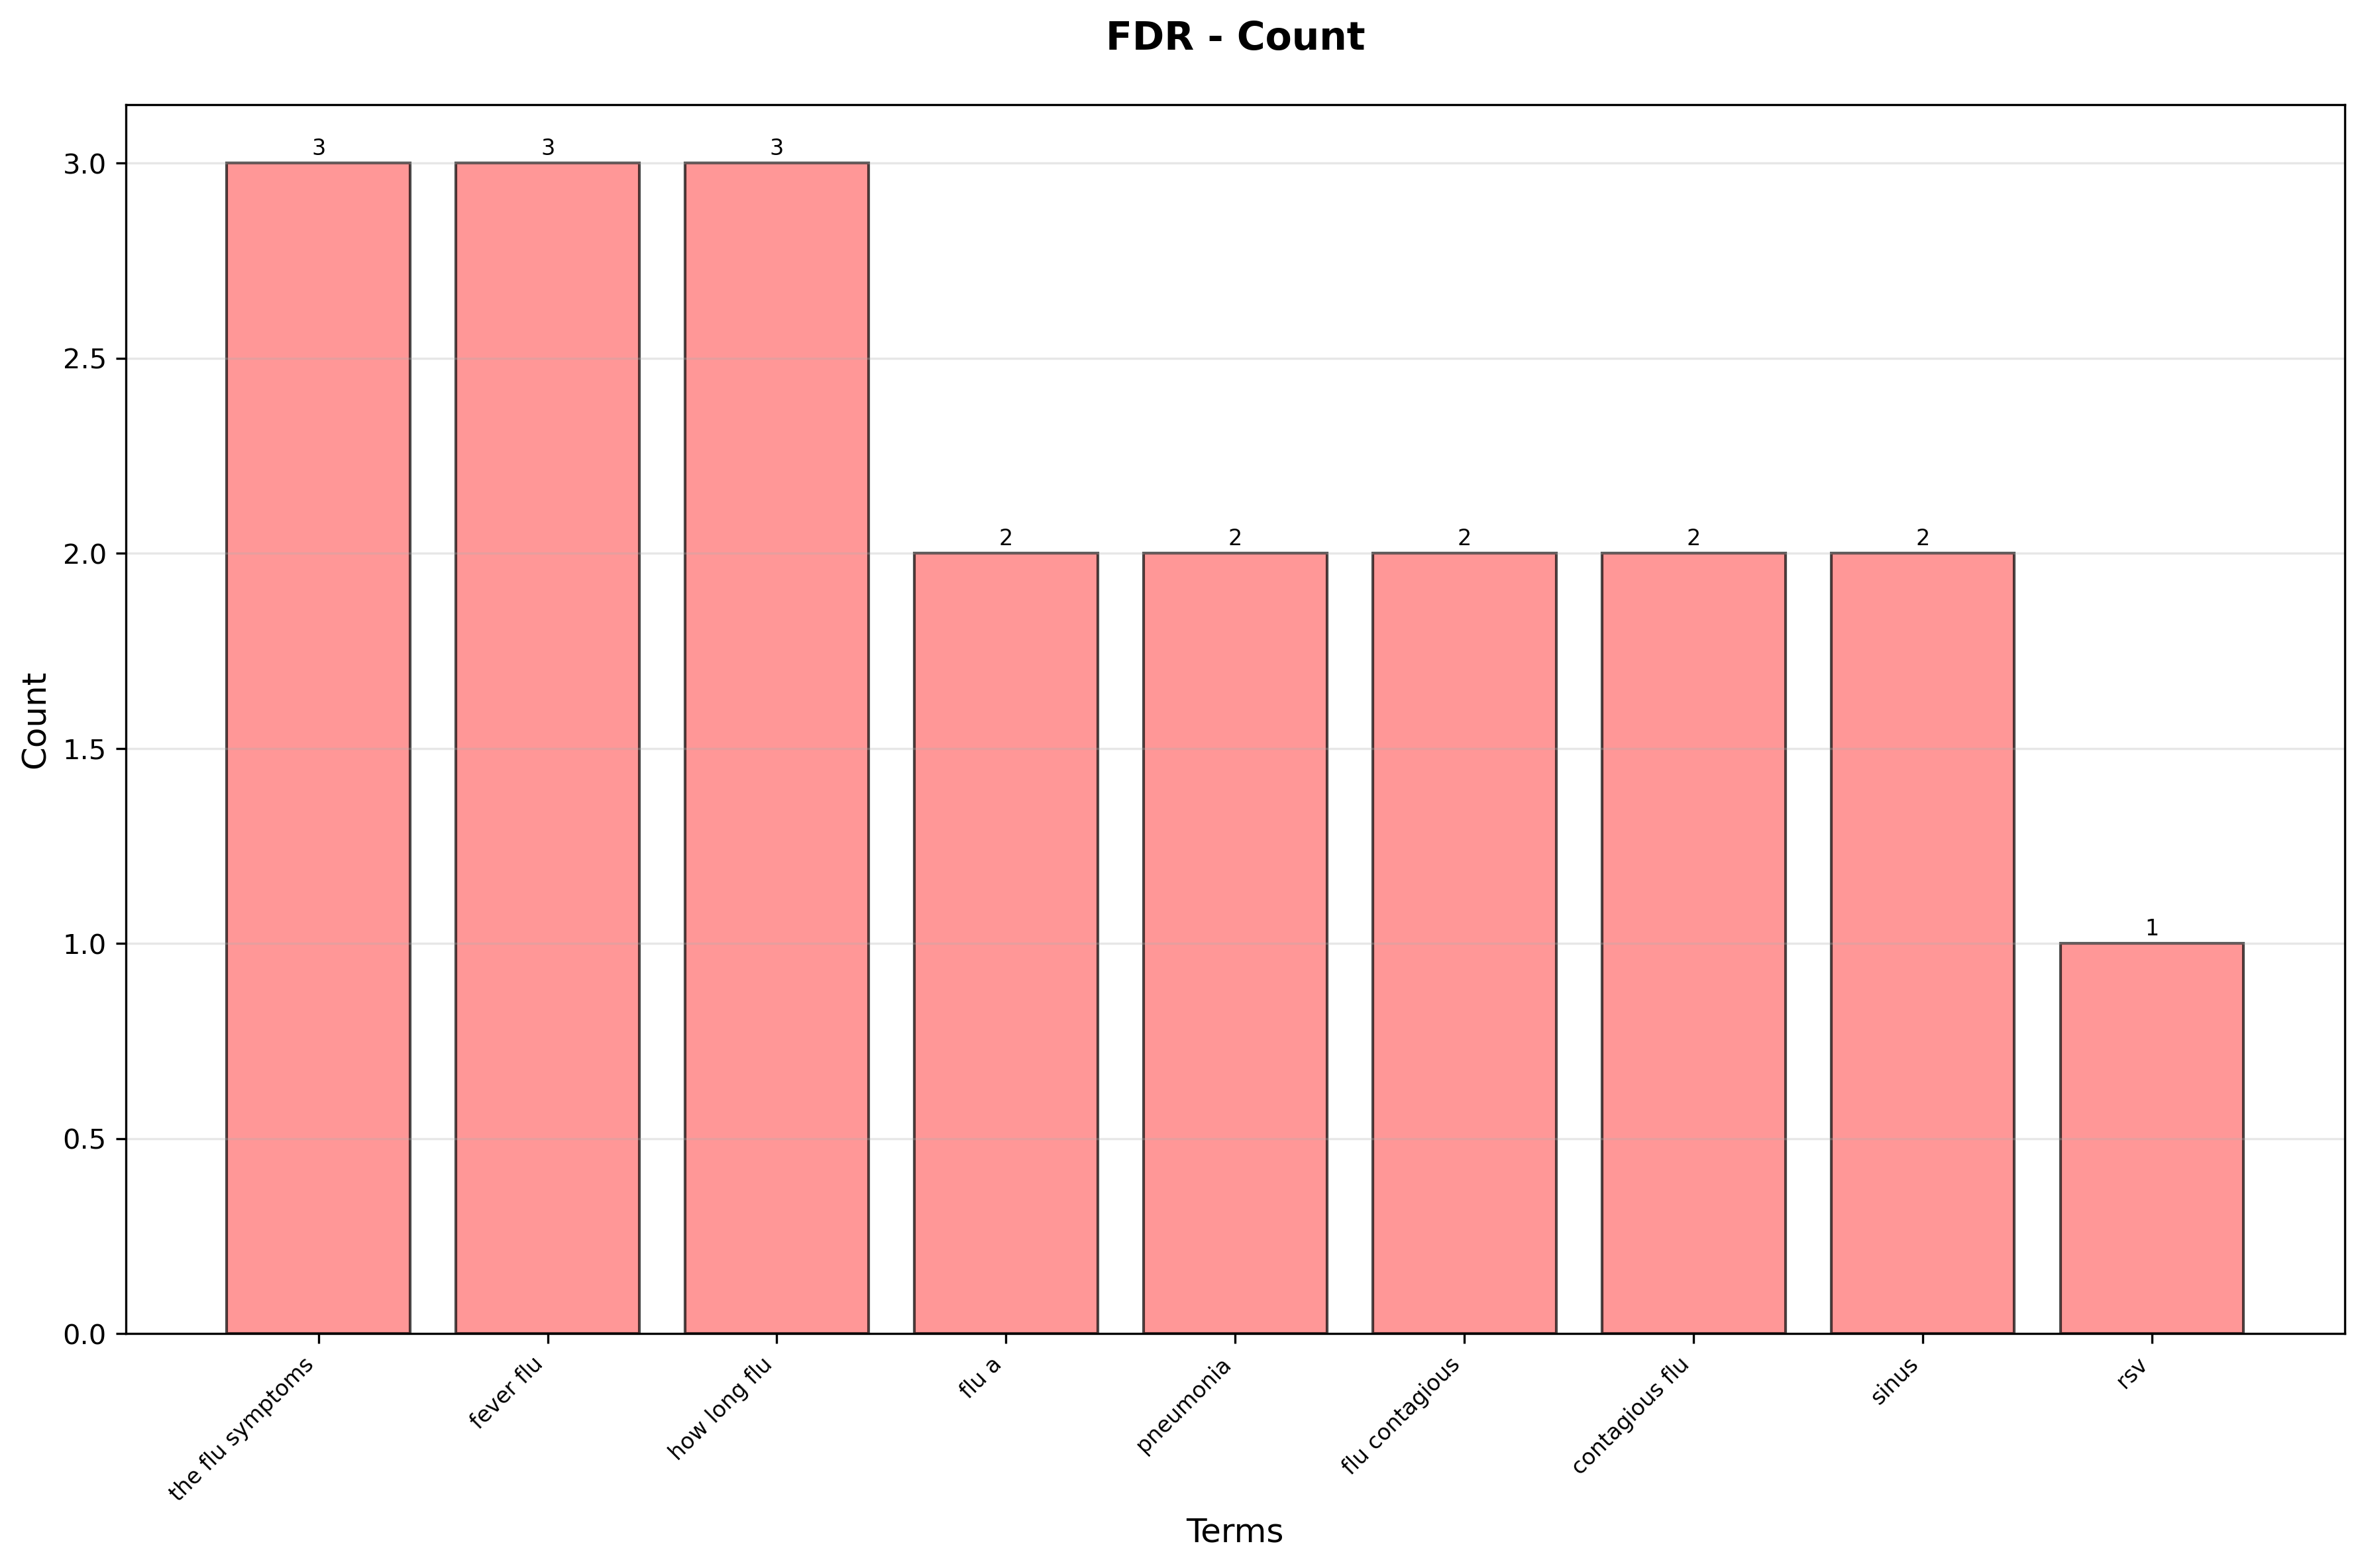 FDR - Count
3 3 3
3.0
2.5
2 2 2 2 2
2.0
Count
1.5
1
1.0
0.5
0.0
the flu symptoms
fever flu
how long flu
flu a
pneumonia
flu contagious
contagious flu
sinus
rsv
Terms